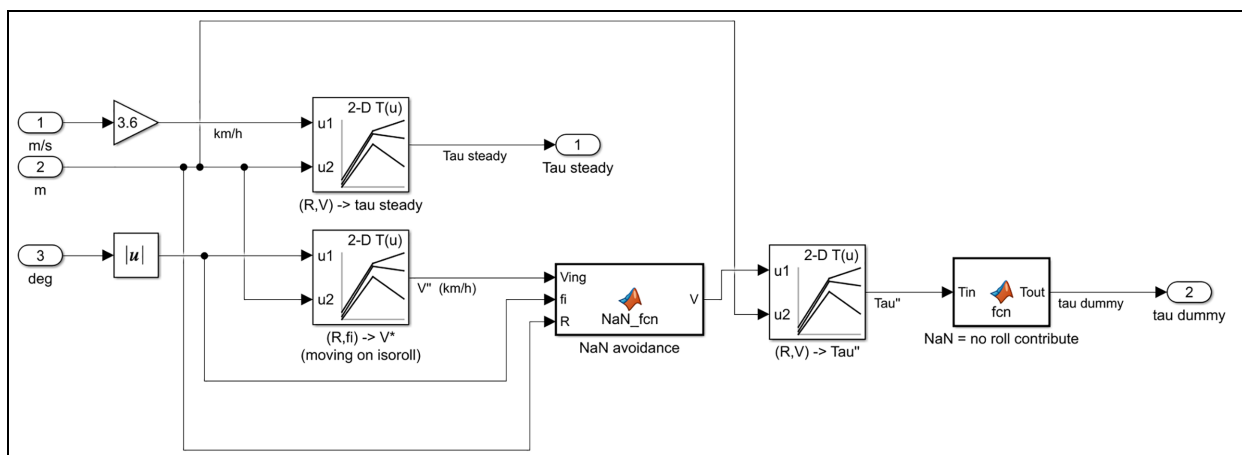 1
m/s
3.6
km/h
2
m
2-D T(u)
u1
u2
(R,V) -> tau steady
Tau steady
1
Tau steady
3
deg
|u|
2-D T(u)
u1
u2
(R,fi) -> V*
(moving on isoroll)
V" (km/h)
Ving
fi
R
V
NaN_fcn
NaN avoidance
2-D T(u)
u1
u2
(R,V) -> Tau"
Tau"
Tin
Tout
fcn
NaN = no roll contribute
tau dummy
2
tau dummy